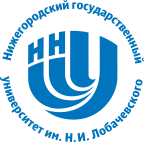 Нижегородский государственный
университет им. Н.И. Лобачевского
ННГУ